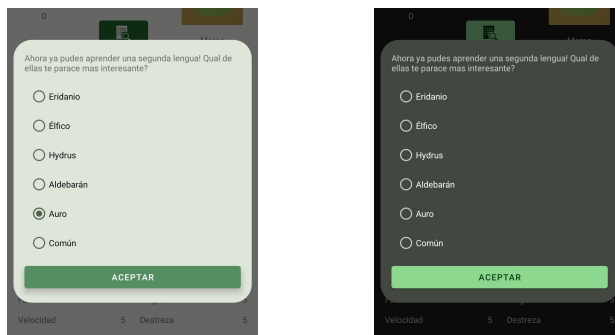 0
Ahora ya pudes aprender una segunda lengua! Qual de
ellas te parace mas interesante?
Eridanio
Élfico
Hydrus
Aldebarán
Auro
Común
ACEPTAR
Velocidad 5 Destreza 5
0
Ahora ya pudes aprender una segunda lengua! Qual de
ellas te parace mas interesante?
Eridanio
Élfico
Hydrus
Aldebarán
Auro
Común
ACEPTAR
Velocidad 5 Destreza 5